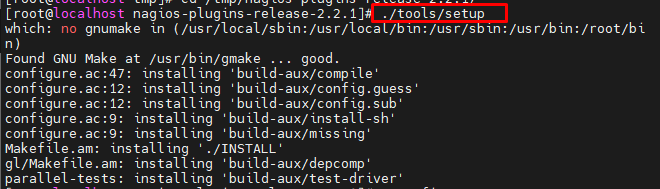 [root@localhost tmp]# cd /tmp/nagios-plugins-release-2.2.1/
[root@localhost nagios-plugins-release-2.2.1]# ./tools/setup
which: no gnumake in (/usr/local/sbin:/usr/local/bin:/usr/sbin:/usr/bin:/root/bi
n)
Found GNU Make at /usr/bin/gmake ... good.
configure.ac:47: installing 'build-aux/compile'
configure.ac:12: installing 'build-aux/config.guess'
configure.ac:12: installing 'build-aux/config.sub'
configure.ac:9: installing 'build-aux/install-sh'
configure.ac:9: installing 'build-aux/missing'
Makefile.am: installing './INSTALL'
gl/Makefile.am: installing 'build-aux/depcomp'
parallel-tests: installing 'build-aux/test-driver'